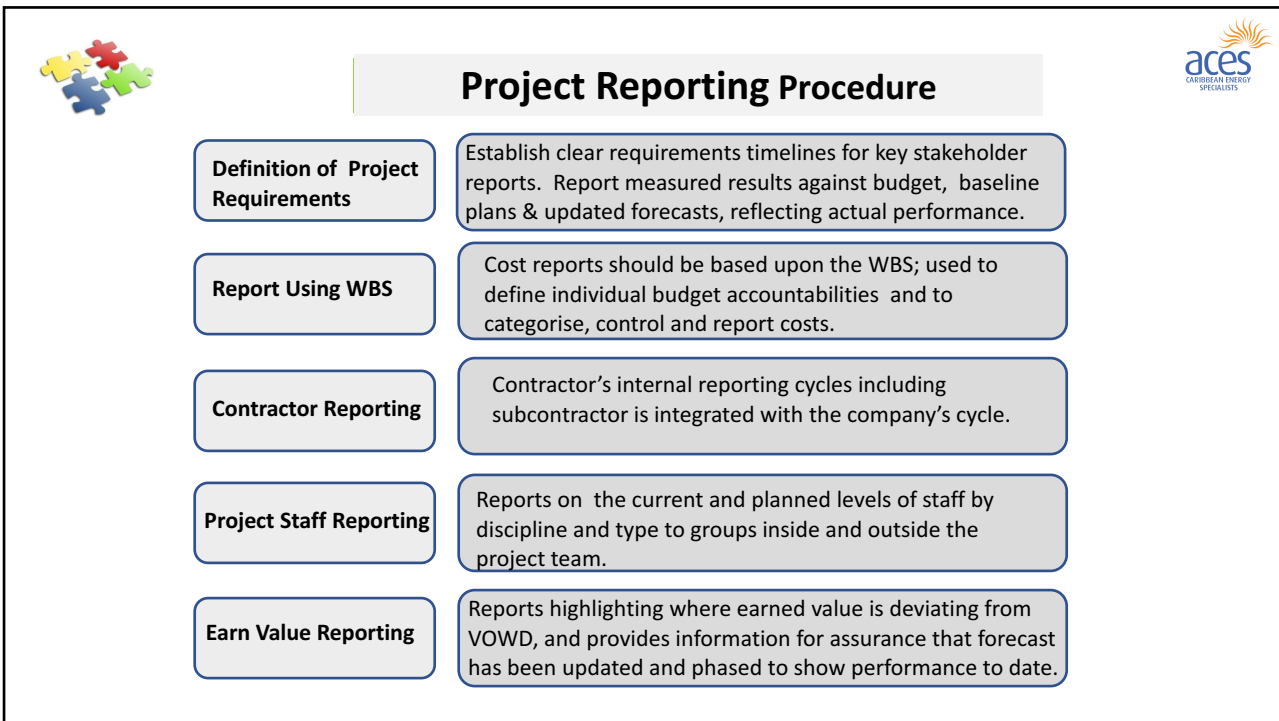 Project Reporting Procedure
aces
CARIBBEAN ENERGY
SPECIALISTS
Definition of Project
Requirements
Establish clear requirements timelines for key stakeholder
reports. Report measured results against budget, baseline
plans & updated forecasts, reflecting actual performance.
Report Using WBS
Cost reports should be based upon the WBS; used to
define individual budget accountabilities and to
categorise, control and report costs.
Contractor Reporting
Contractor’s internal reporting cycles including
subcontractor is integrated with the company’s cycle.
Project Staff Reporting
Reports on the current and planned levels of staff by
discipline and type to groups inside and outside the
project team.
Earn Value Reporting
Reports highlighting where earned value is deviating from
VOWD, and provides information for assurance that forecast
has been updated and phased to show performance to date.